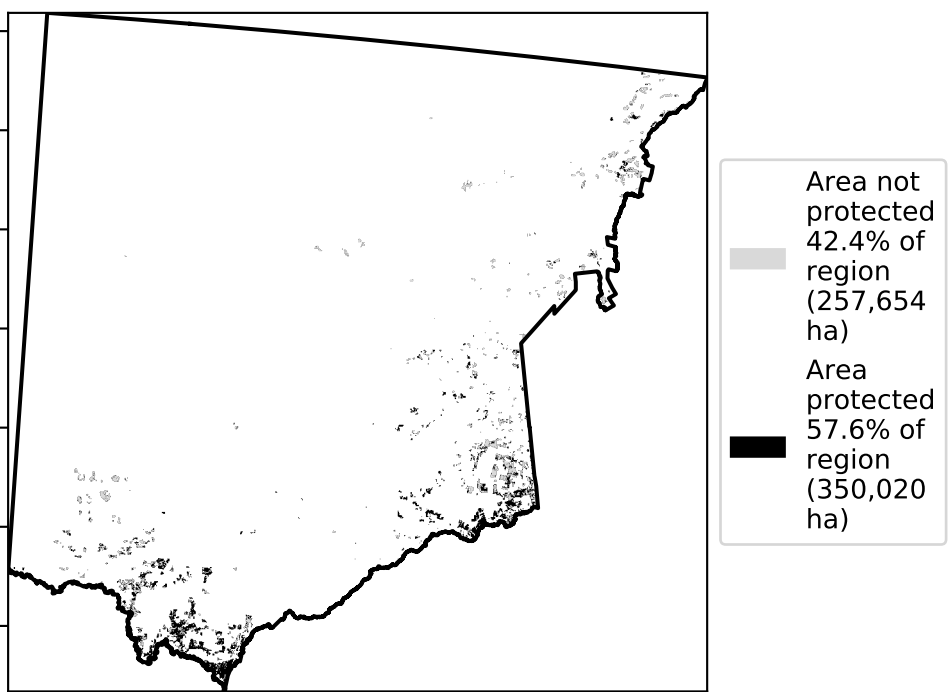 Area not
protected
42.4% of
region
(257,654
ha)
Area
protected
57.6% of
region
(350,020
ha)